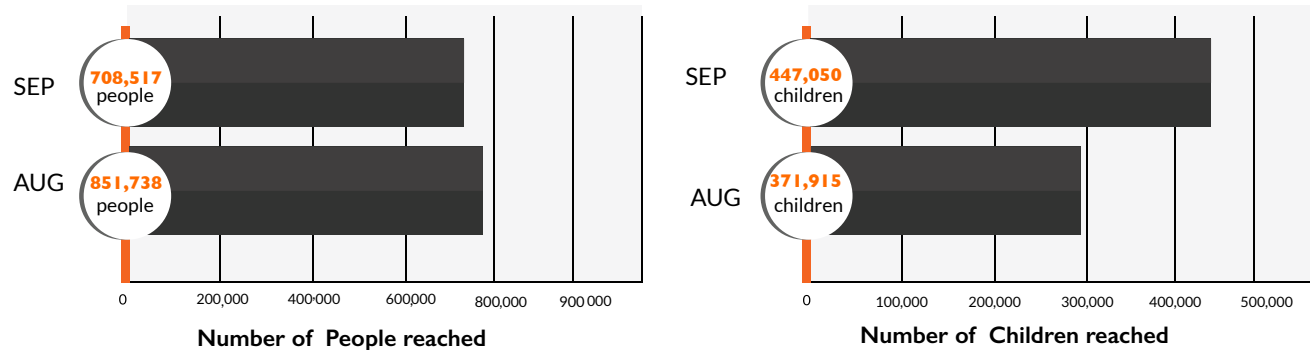 SEP
708,517
people
AUG
851,738
people
0 200,000 400,000 600,000 800,000 900 000
Number of People reached
SEP
447,050
children
AUG
371,915
children
0 100,000 200,000 300,000 400,000 500,000
Number of Children reached